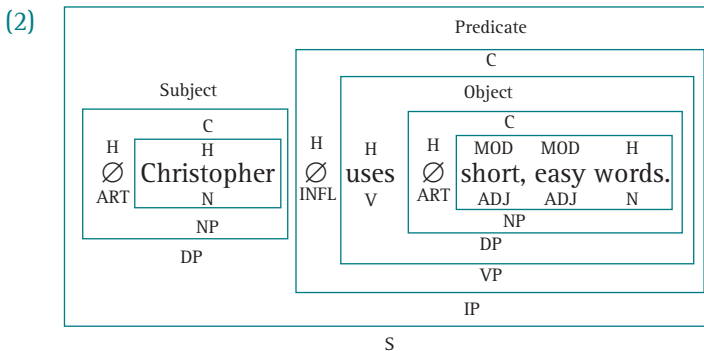 (2)
Predicate
C
Subject Object
C C
H H H H H H MOD MOD H
∅ Christopher ∅ uses ∅ short, easy words.
ART N INFL V ART ADJ ADJ N
NP NP
DP DP
VP
IP
S